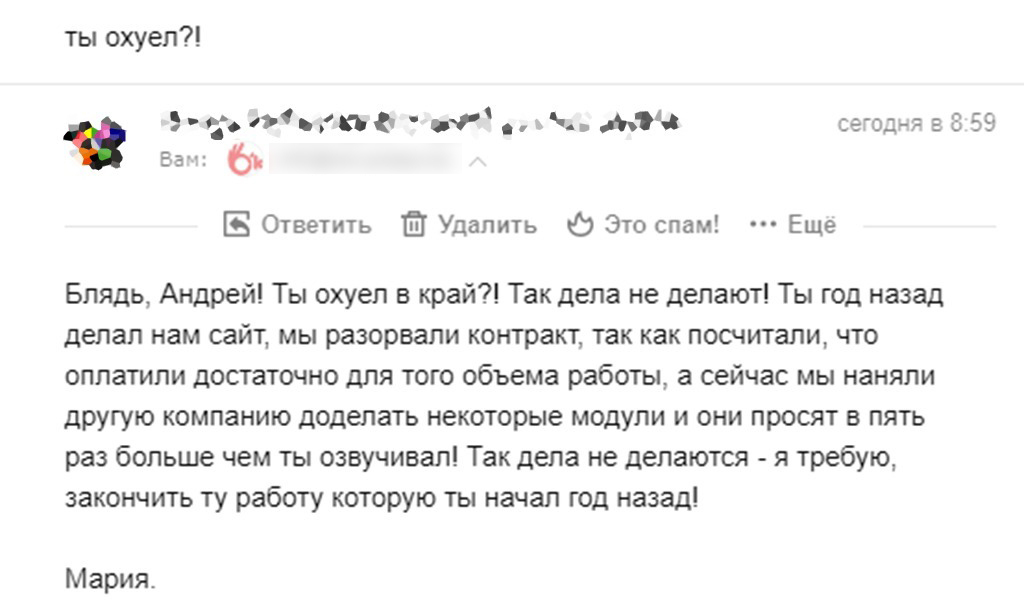 ты охуел?!
сегодня в 8:59
Вам:
Ответить Удалить Это спам! Ещё
Блядь, Андрей! Ты охуел в край?! Так дела не делают! Ты год назад
делал нам сайт, мы разорвали контракт, так как посчитали, что
оплатили достаточно для того объема работы, а сейчас мы наняли
другую компанию доделать некоторые модули и они просят в пять
раз больше чем ты озвучивал! Так дела не делаются - я требую,
закончить ту работу которую ты начал год назад!
Мария.